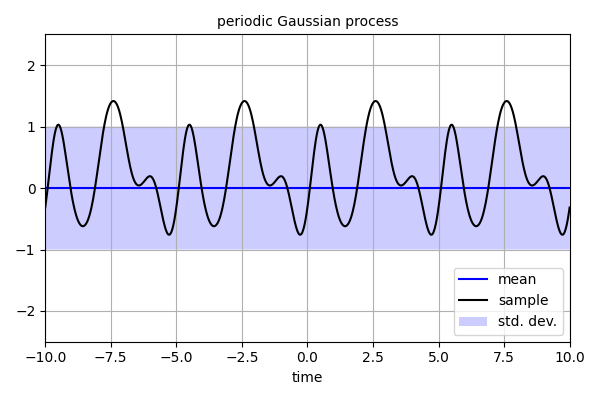 periodic Gaussian process
2
1
0
−1
−2
mean
sample
std. dev.
−10.0 −7.5 −5.0 −2.5 0.0 2.5 5.0 7.5 10.0
time